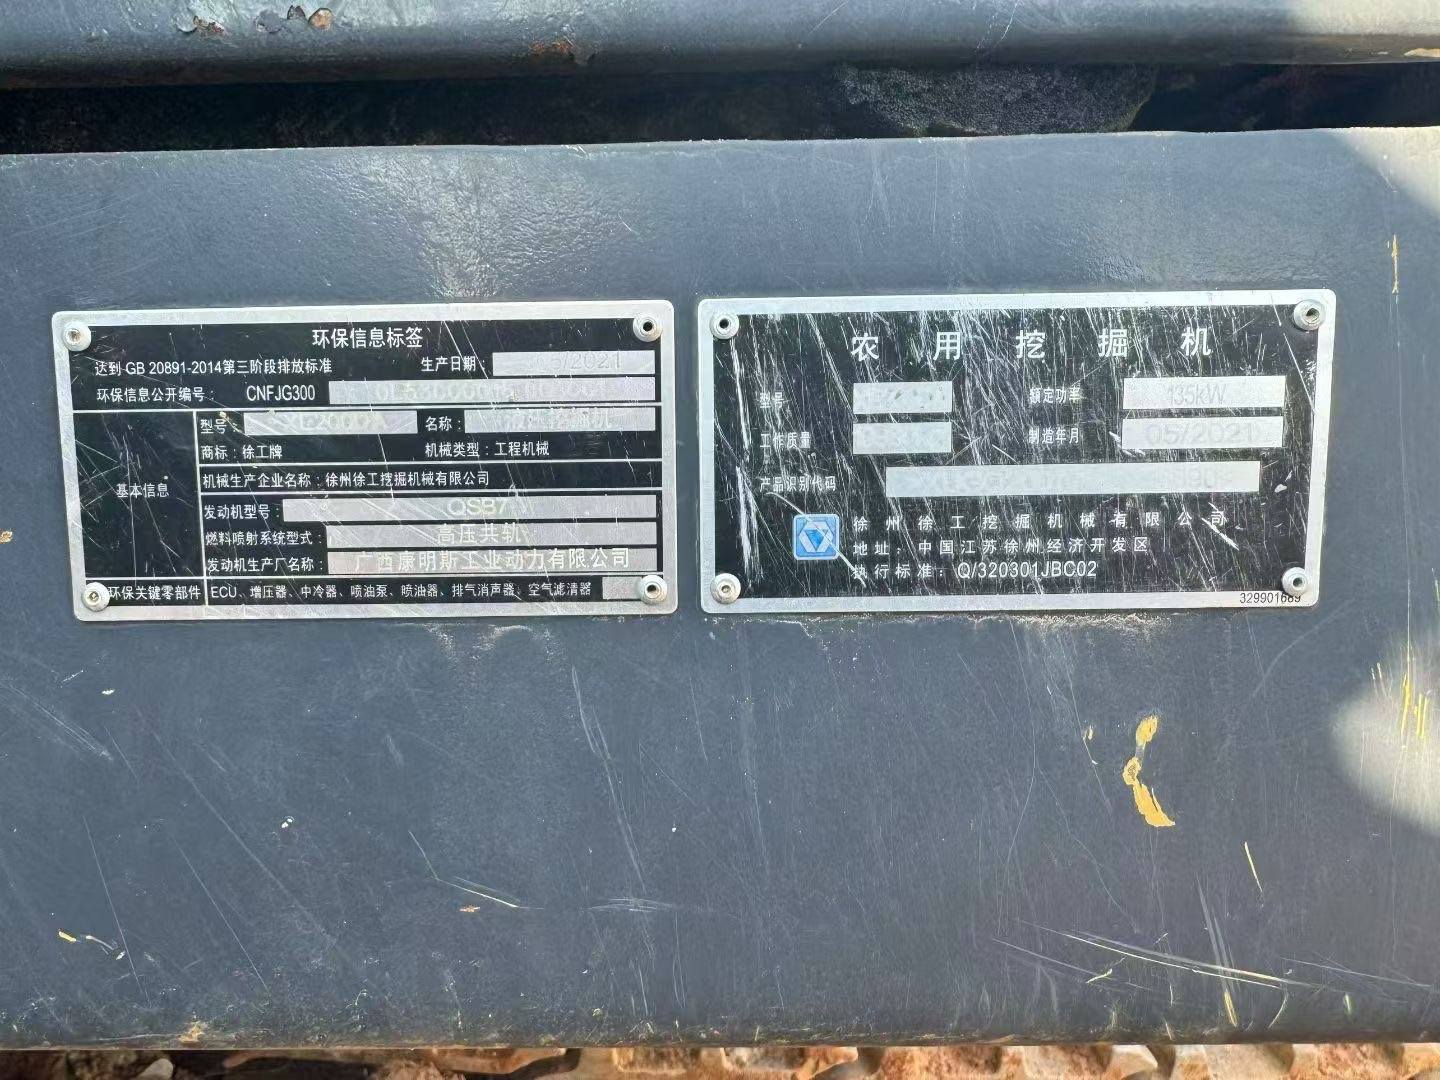 环保信息标签
达到 GB 20891-2014第三阶段排放标准 生产日期： 05/2021
环保信息公开编号： CNFJG300
基本信息
型号： 名称： 液压挖掘机
商标：徐工牌 机械类型：工程机械
机械生产企业名称：徐州徐工挖掘机械有限公司
发动机型号： QSB7
燃料喷射系统型式： 高压共轨
发动机生产厂名称： 广西康明斯工业动力有限公司
环保关键零部件 ECU、增压器、中冷器、喷油泵、喷油器、排气消声器、空气滤清器
农用挖掘机
型号 额定功率 135kW
工作质量 制造年月 05/2021
产品识别代码
徐州徐工挖掘机械有限公司
地址：中国江苏徐州经济开发区
执行标准：Q/320301JBC02
329901689